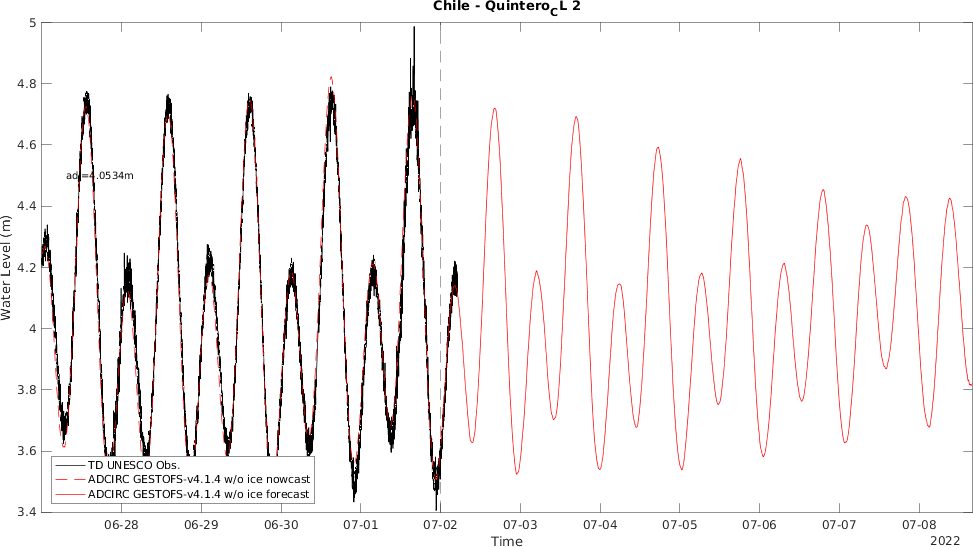 Chile - QuinteroCL 2
Water Level (m)
5
4.8
4.6
4.4
4.2
4
3.8
3.6
3.4
adj=4.0534m
TD UNESCO Obs.
ADCIRC GESTOFS-v4.1.4 w/o ice nowcast
ADCIRC GESTOFS-v4.1.4 w/o ice forecast
06-28 06-29 06-30 07-01 07-02 07-03 07-04 07-05 07-06 07-07 07-08
Time
2022